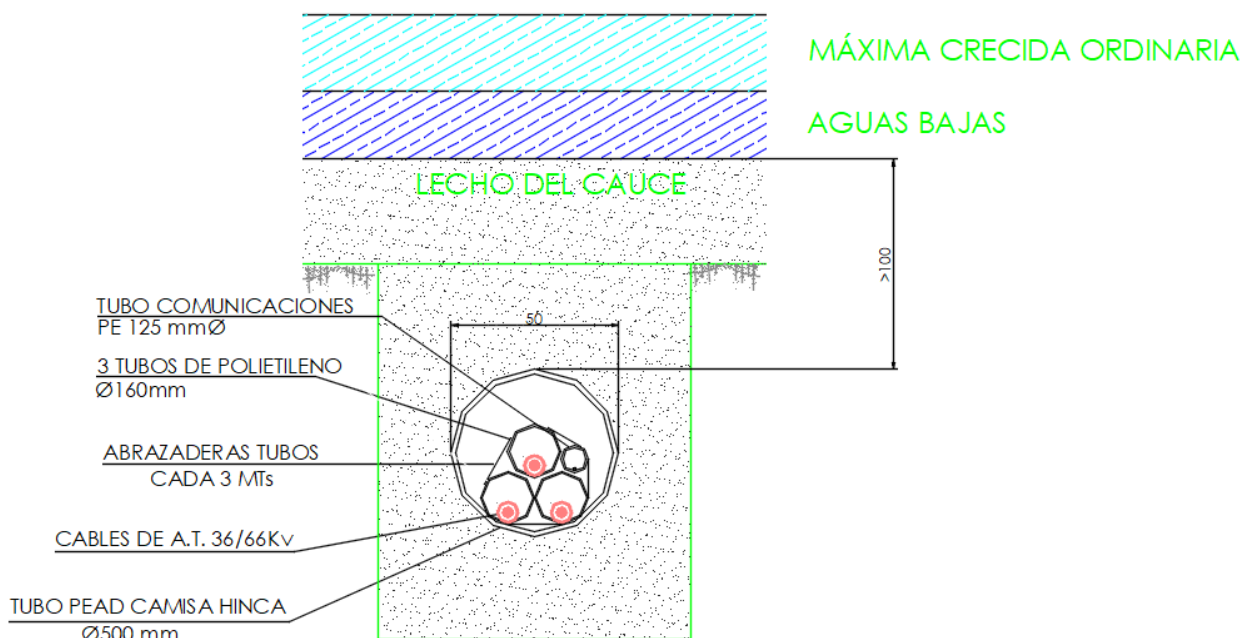 MÁXIMA CRECIDA ORDINARIA
AGUAS BAJAS
LECHO DEL CAUCE
>100
TUBO COMUNICACIONES
PE 125 mmØ
50
3 TUBOS DE POLIETILENO
Ø160mm
ABRAZADERAS TUBOS
CADA 3 MTs
CABLES DE A.T. 36/66Kv
TUBO PEAD CAMISA HINCA
Ø500 mm